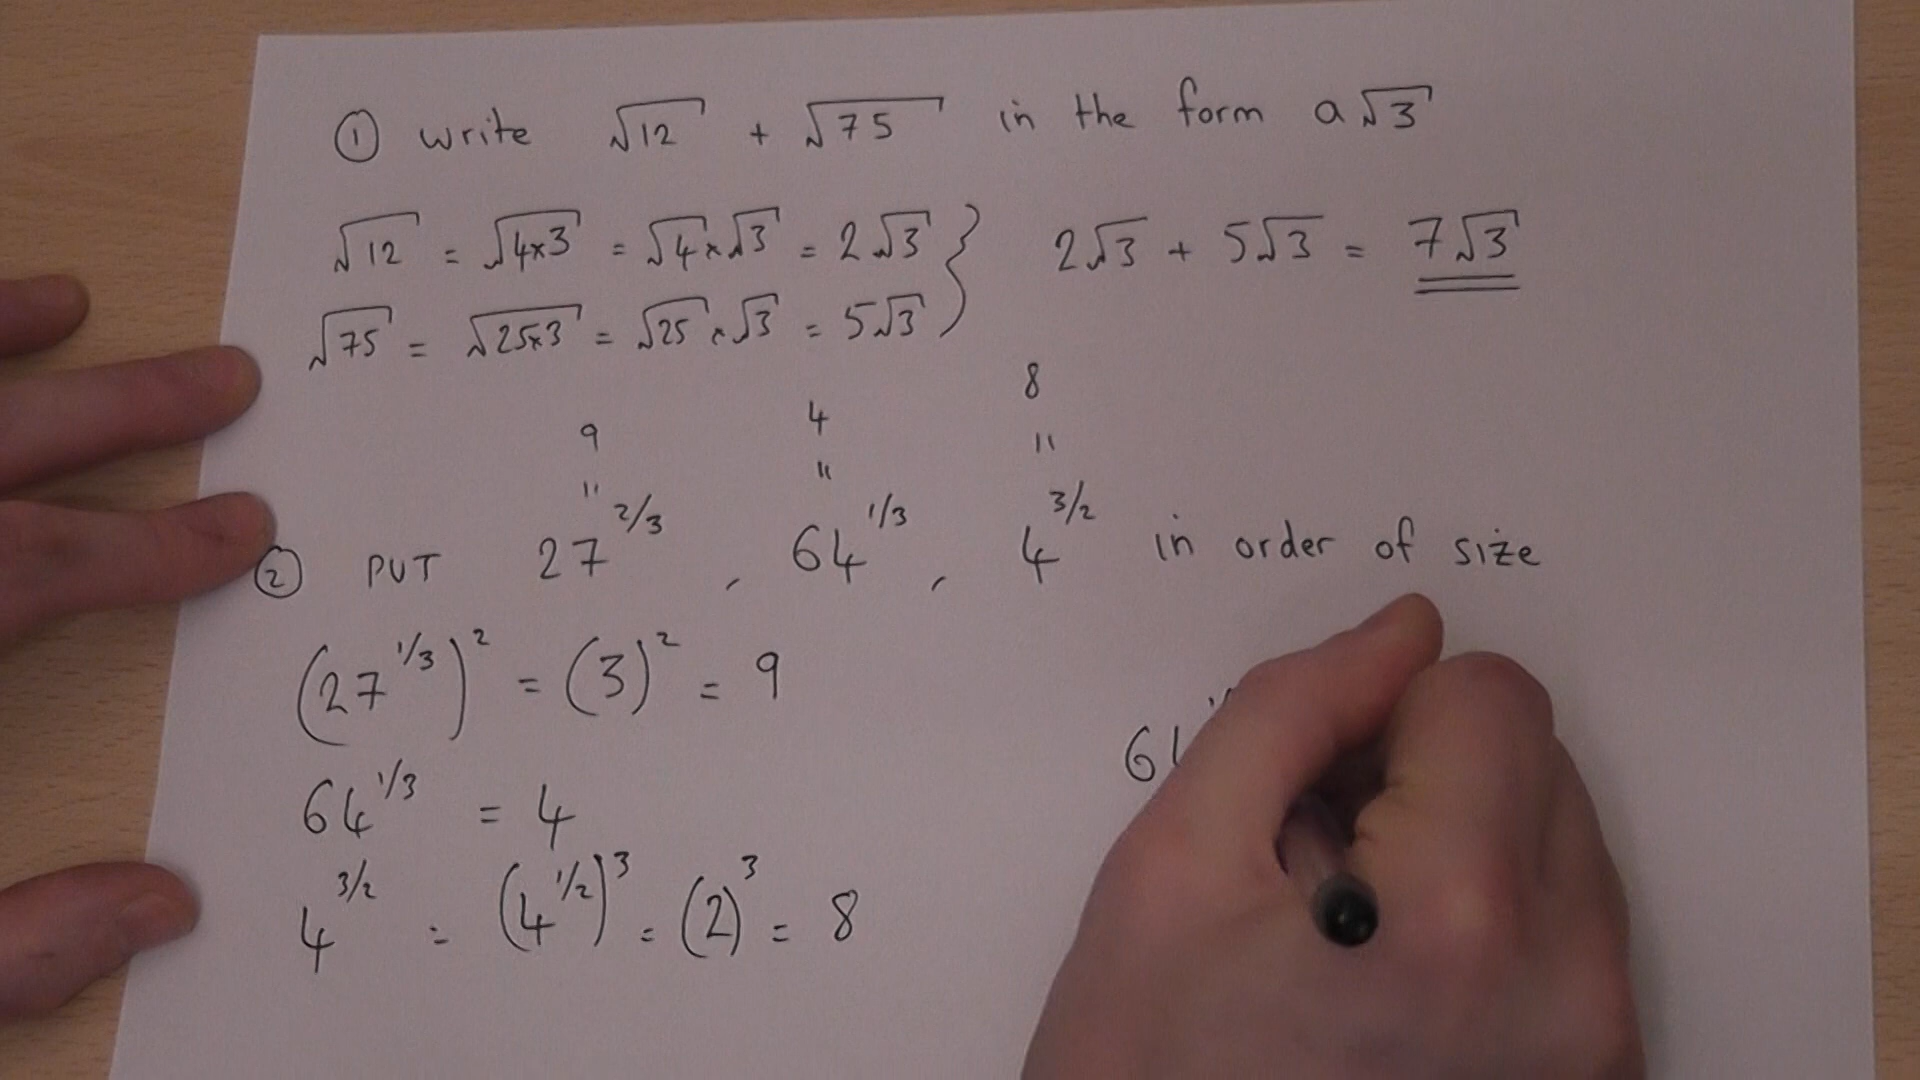 ① write √12 + √75 in the form a√3
√12 = √4×3 = √4×√3 = 2√3 } 2√3 + 5√3 = 7√3
√75 = √25×3 = √25×√3 = 5√3
9 4 8
" " "
② PUT 27^2/3, 64^1/3, 4^3/2 in order of size
(27^1/3)^2 = (3)^2 = 9
64^1/3 = 4
4^3/2 = (4^1/2)^3 = (2)^3 = 8